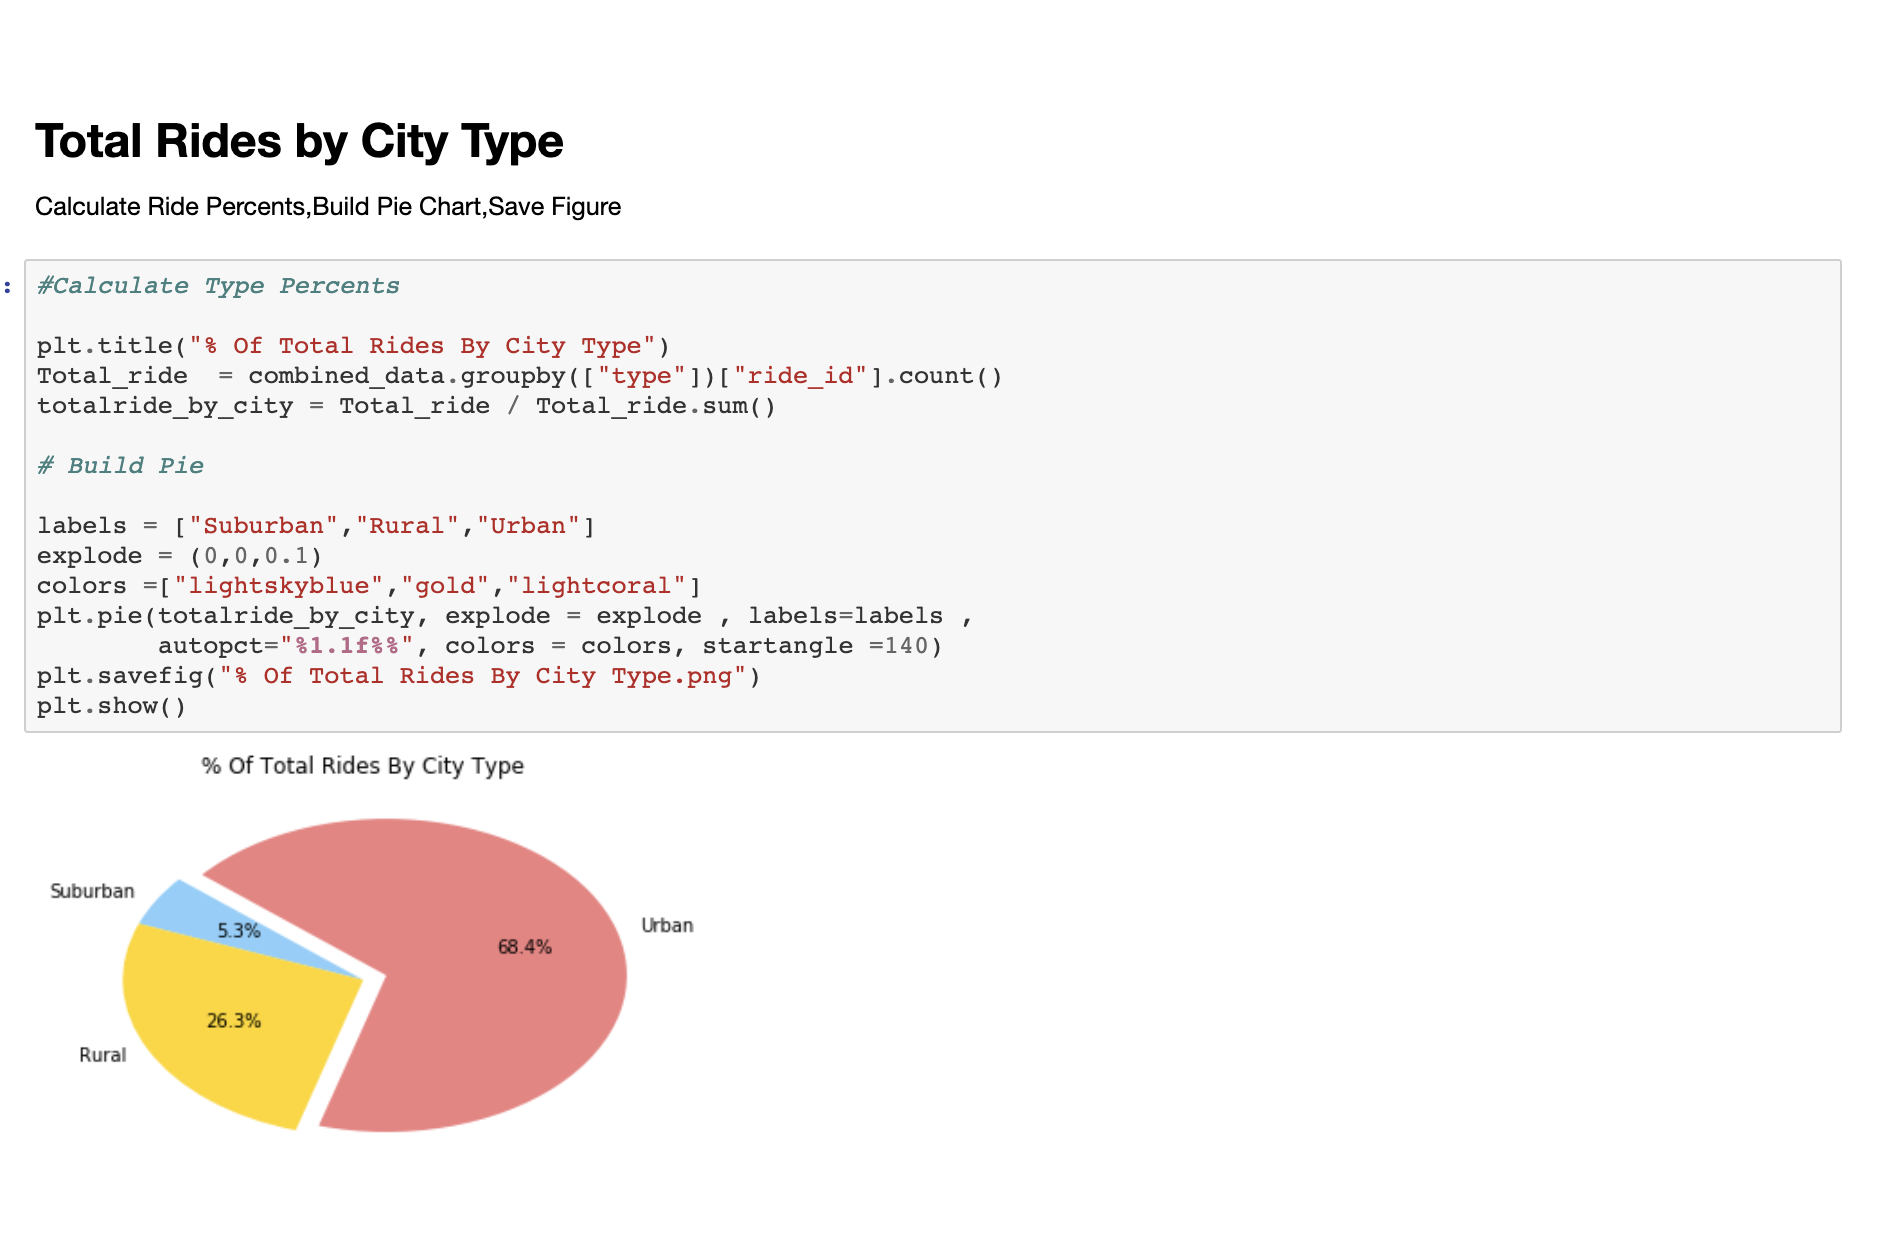 Total Rides by City Type
Calculate Ride Percents,Build Pie Chart,Save Figure
:
#Calculate Type Percents
plt.title("% Of Total Rides By City Type")
Total_ride  = combined_data.groupby(["type"])["ride_id"].count()
totalride_by_city = Total_ride / Total_ride.sum()
# Build Pie
labels = ["Suburban","Rural","Urban"]
explode = (0,0,0.1)
colors =["lightskyblue","gold","lightcoral"]
plt.pie(totalride_by_city, explode = explode , labels=labels ,
        autopct="%1.1f%%", colors = colors, startangle =140)
plt.savefig("% Of Total Rides By City Type.png")
plt.show()
% Of Total Rides By City Type
Suburban
5.3%
Urban
68.4%
26.3%
Rural